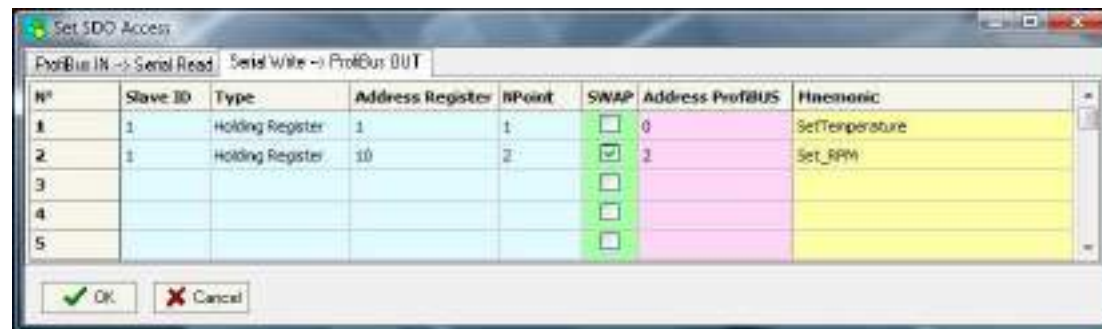 Set SDO Access
ProfiBus IN -> Serial Read Serial Write -> ProfiBus OUT
N° Slave ID Type Address Register NPoint SWAP Address ProfiBUS Mnemonic
1 1 Holding Register 1 1 0 SetTemperature
2 1 Holding Register 10 2 2 Set_RPM
3
4
5
OK Cancel